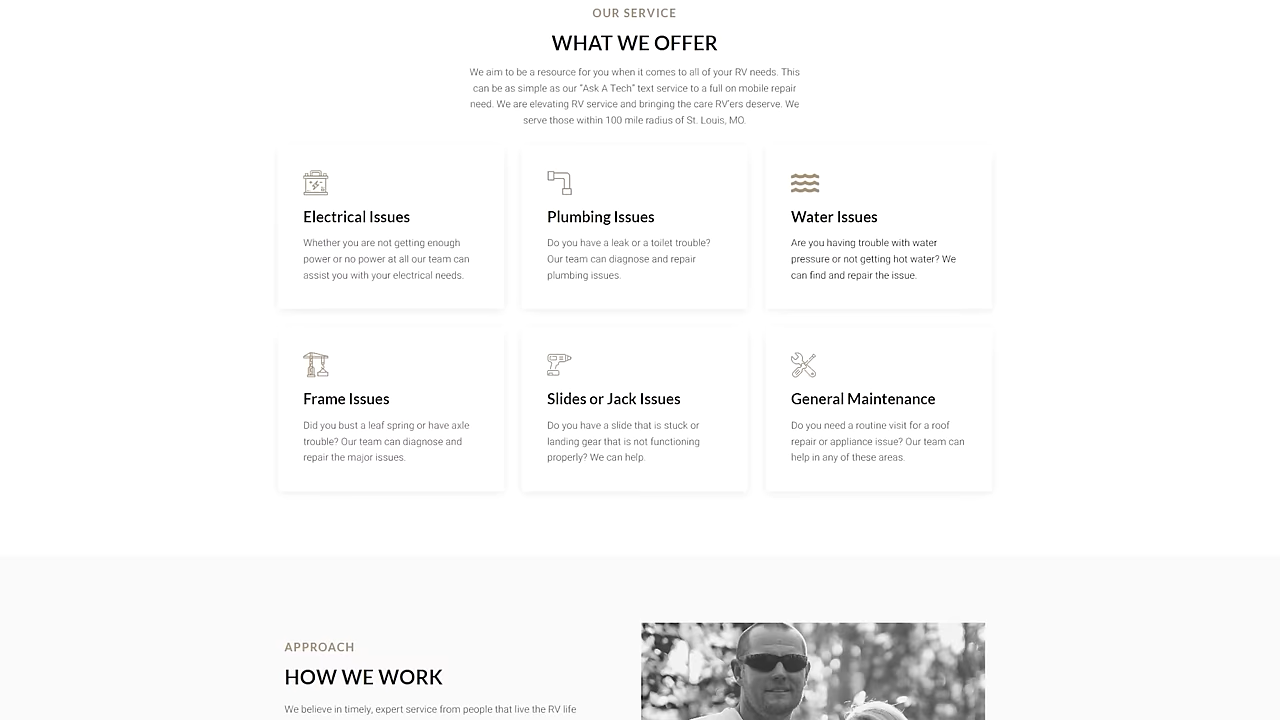 OUR SERVICE
WHAT WE OFFER
We aim to be a resource for you when it comes to all of your RV needs. This
can be as simple as our "Ask A Tech" text service to a full on mobile repair
need. We are elevating RV service and bringing the care RV'ers deserve. We
serve those within 100 mile radius of St. Louis, MO.
Electrical Issues
Whether you are not getting enough
power or no power at all our team can
assist you with your electrical needs.
Plumbing Issues
Do you have a leak or a toilet trouble?
Our team can diagnose and repair
plumbing issues.
Water Issues
Are you having trouble with water
pressure or not getting hot water? We
can find and repair the issue.
Frame Issues
Did you bust a leaf spring or have axle
trouble? Our team can diagnose and
repair the major issues.
Slides or Jack Issues
Do you have a slide that is stuck or
landing gear that is not functioning
properly? We can help.
General Maintenance
Do you need a routine visit for a roof
repair or appliance issue? Our team can
help in any of these areas.
APPROACH
HOW WE WORK
We believe in timely, expert service from people that live the RV life